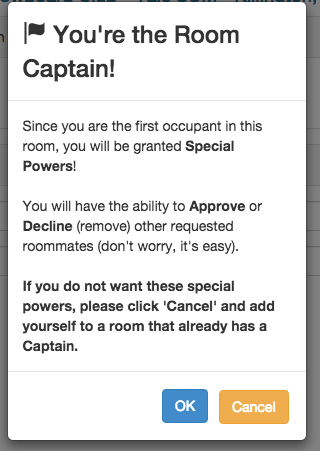 You're the Room
Captain!
Since you are the first occupant in this
room, you will be granted Special
Powers!
You will have the ability to Approve or
Decline (remove) other requested
roommates (don't worry, it's easy).
If you do not want these special
powers, please click 'Cancel' and add
yourself to a room that already has a
Captain.
OK
Cancel